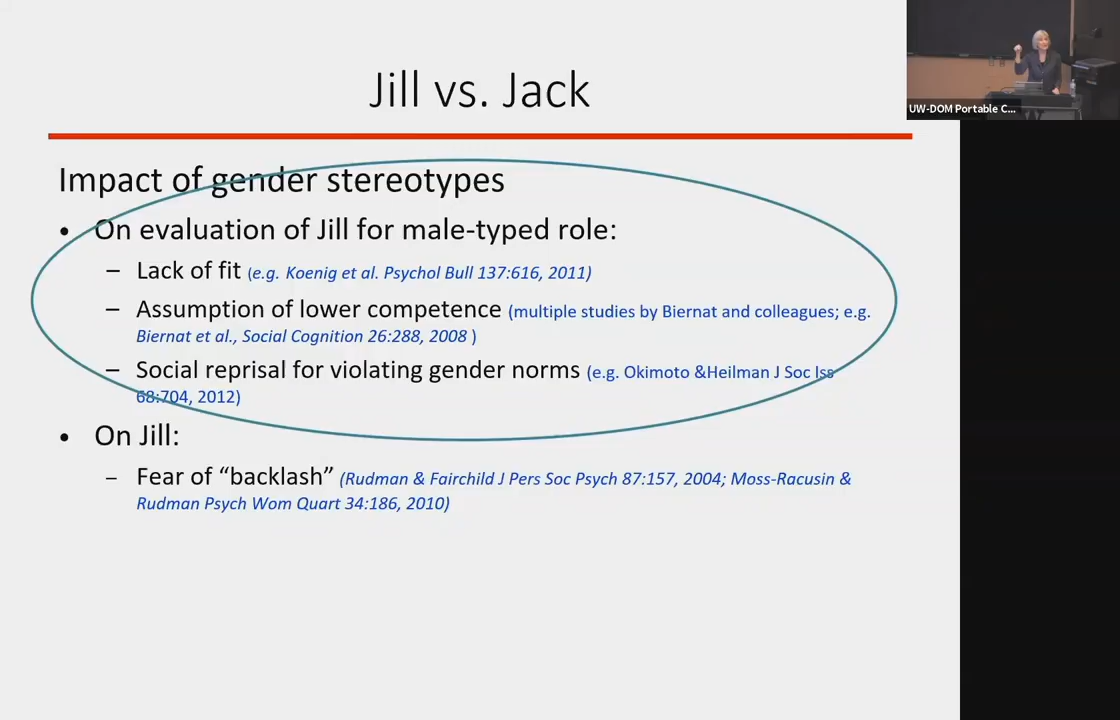 UW-DOM Portable C...
Jill vs. Jack
Impact of gender stereotypes
• On evaluation of Jill for male-typed role:
– Lack of fit (e.g. Koenig et al. Psychol Bull 137:616, 2011)
– Assumption of lower competence (multiple studies by Biernat and colleagues; e.g.
Biernat et al., Social Cognition 26:288, 2008 )
– Social reprisal for violating gender norms (e.g. Okimoto &Heilman J Soc Iss
68:704, 2012)
• On Jill:
– Fear of “backlash” (Rudman & Fairchild J Pers Soc Psych 87:157, 2004; Moss-Racusin &
Rudman Psych Wom Quart 34:186, 2010)